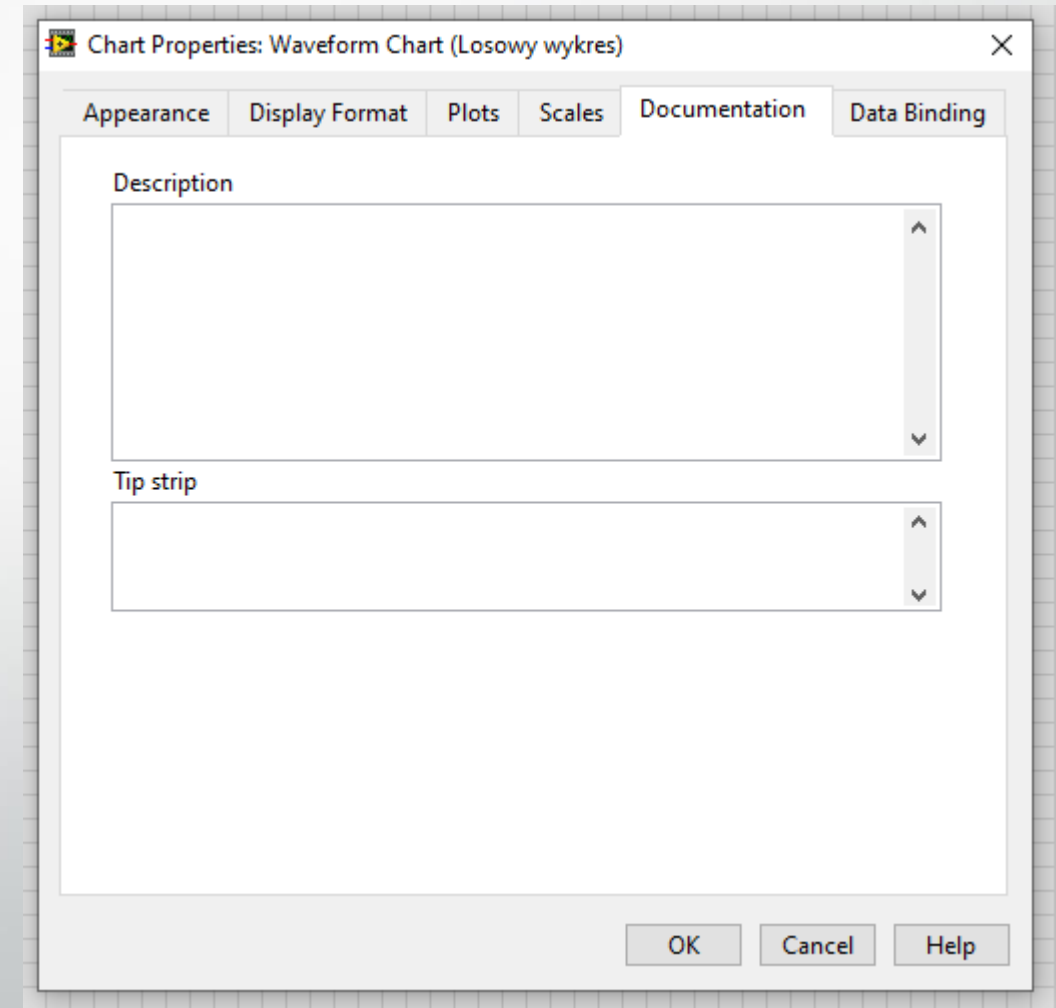 Chart Properties: Waveform Chart (Losowy wykres)
Appearance Display Format Plots Scales Documentation Data Binding
Description
Tip strip
OK Cancel Help